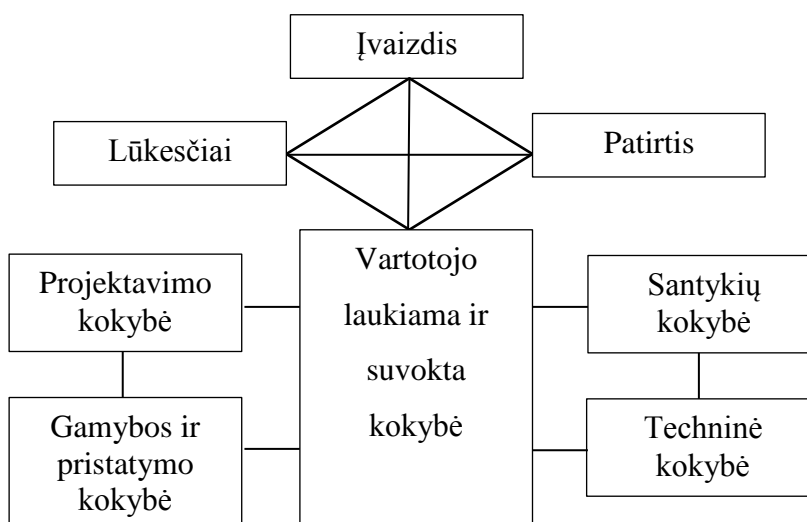 Įvaizdis
Lūkesčiai
Patirtis
Vartotojo
laukiama ir
suvokta
kokybė
Projektavimo
kokybė
Santykių
kokybė
Gamybos ir
pristatymo
kokybė
Techninė
kokybė